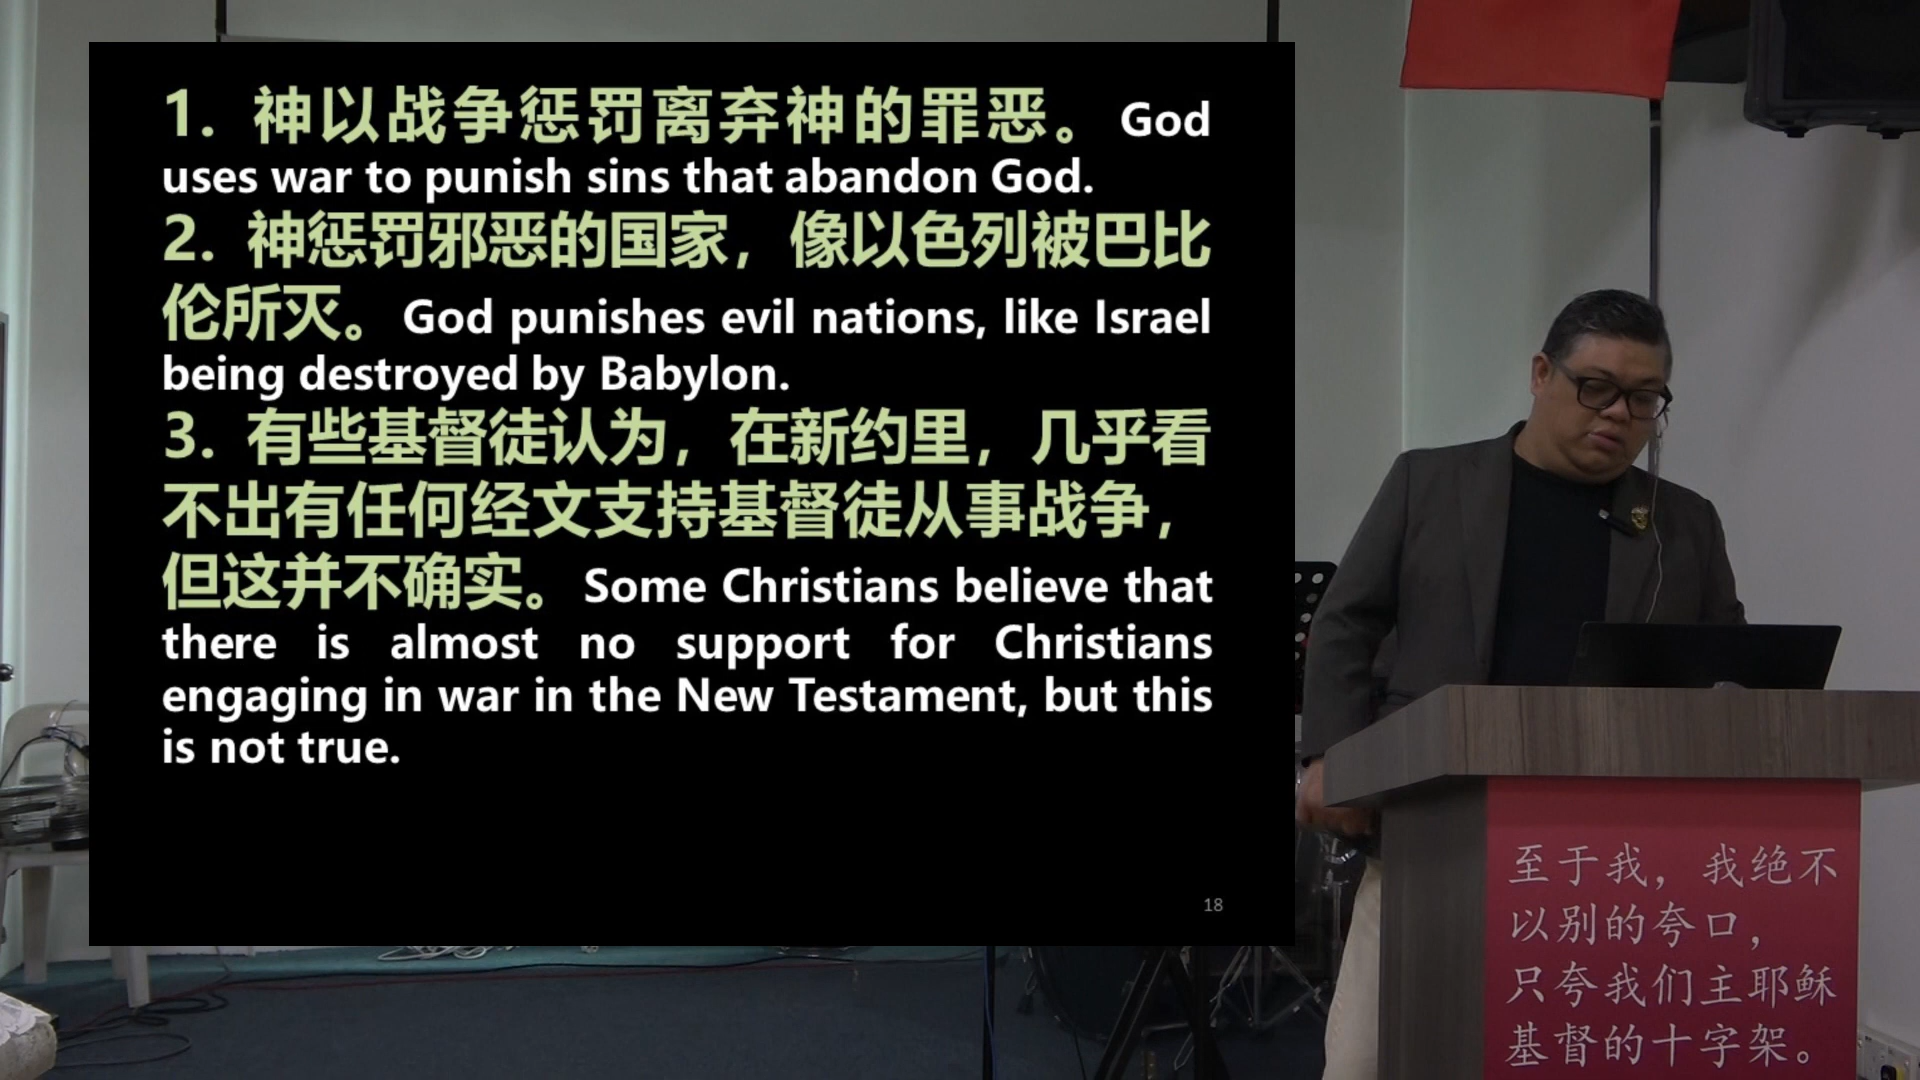 1. 神以战争惩罚离弃神的罪恶。 God
uses war to punish sins that abandon God.
2. 神惩罚邪恶的国家，像以色列被巴比
伦所灭。 God punishes evil nations, like Israel
being destroyed by Babylon.
3. 有些基督徒认为，在新约里，几乎看
不出有任何经文支持基督徒从事战争，
但这并不确实。 Some Christians believe that
there is almost no support for Christians
engaging in war in the New Testament, but this
is not true.
18
至于我，我绝不
以别的夸口，
只夸我们主耶稣
基督的十字架。